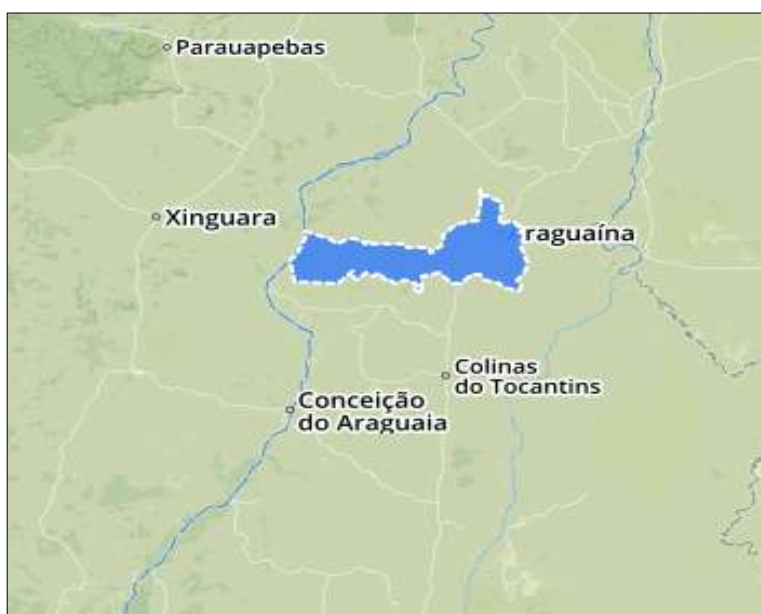 Parauapebas
Xinguara
raguaína
Colinas
do Tocantins
Conceição
do Araguaia